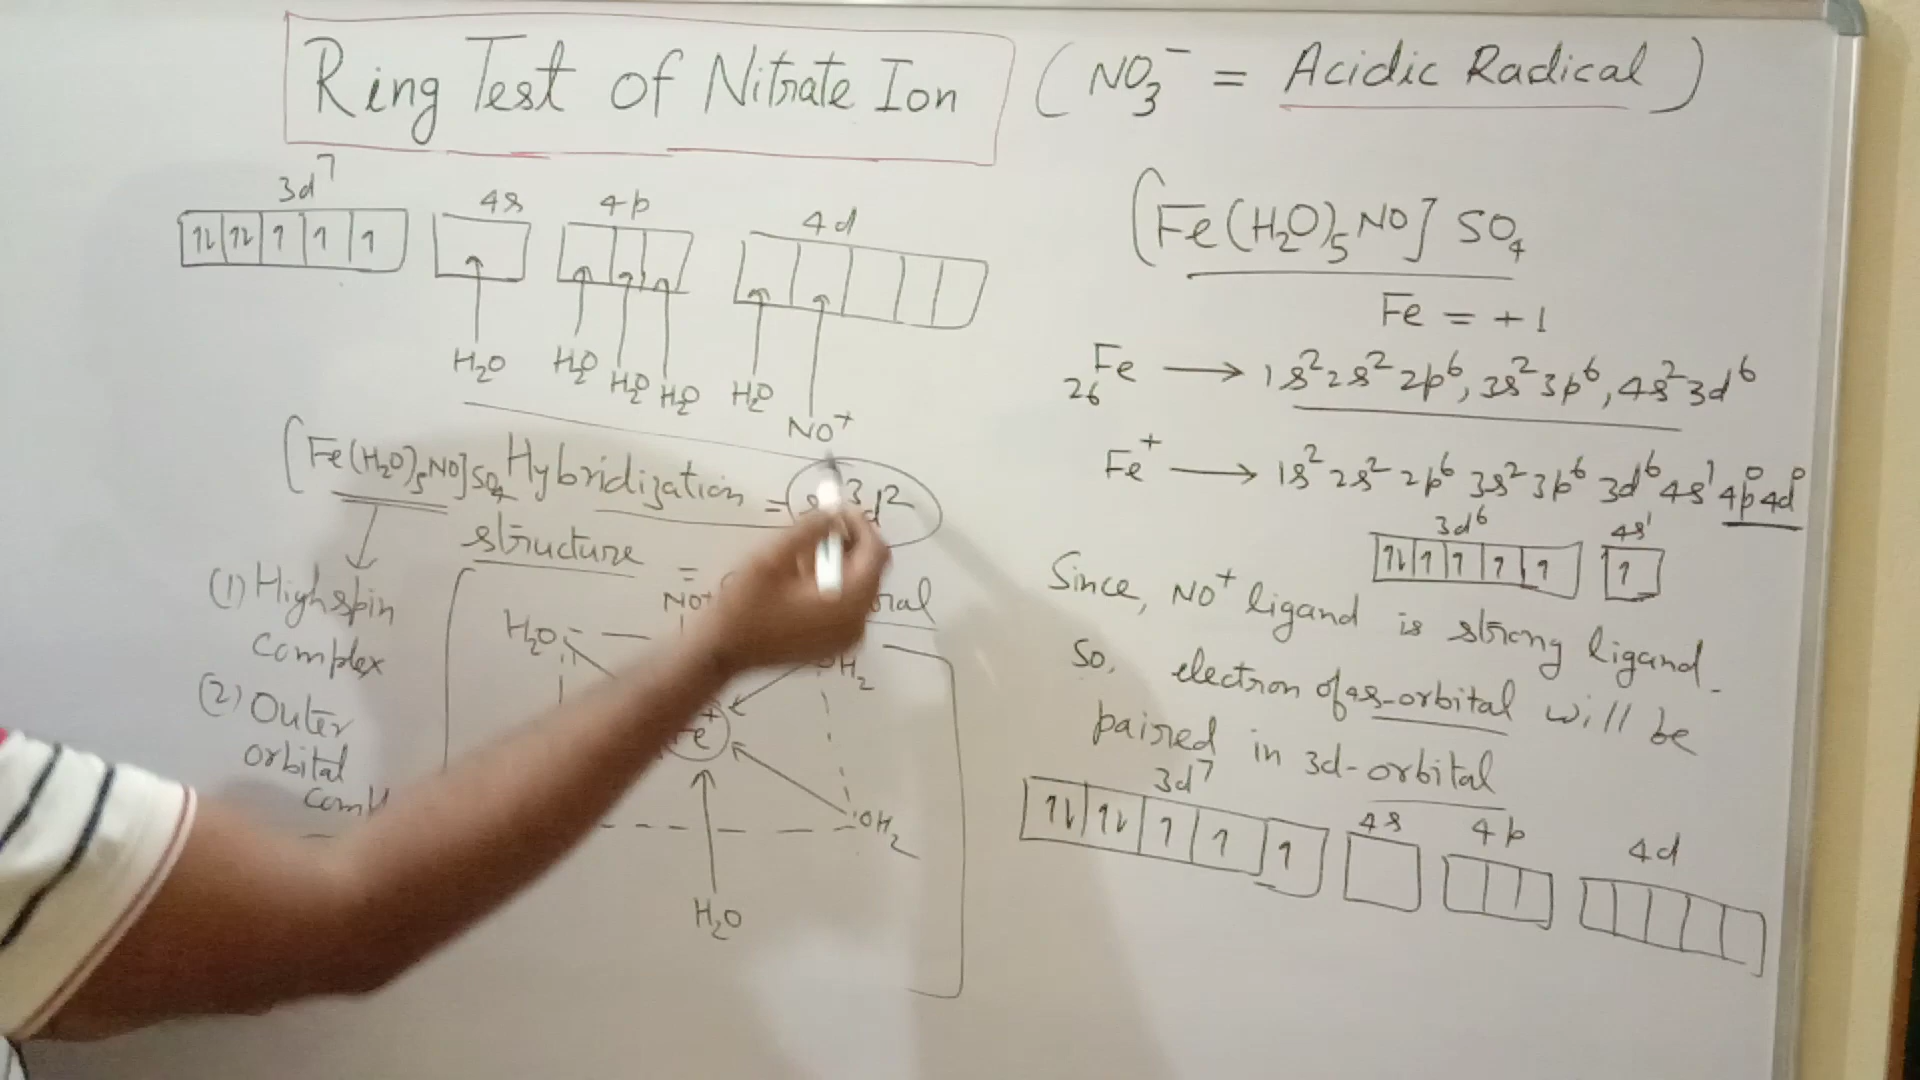 Ring Test of Nitrate Ion (NO₃⁻ = Acidic Radical)
3d⁷ 4s 4p 4d
↑↓ ↑↓ ↑ ↑ ↑
H₂O H₂O H₂O H₂O H₂O NO⁺
[Fe(H₂O)₅NO]SO₄ Hybridization =
structure =
(1) High spin
complex
(2) Outer
orbital
NO⁺
H₂O
OH₂
OH₂
H₂O
[Fe(H₂O)₅NO] SO₄
Fe = +1
₂₆Fe → 1s² 2s² 2p⁶, 3s² 3p⁶, 4s² 3d⁶
Fe⁺ → 1s² 2s² 2p⁶ 3s² 3p⁶ 3d⁶ 4s¹ 4p⁰ 4d⁰
3d⁶ 4s¹
↑↓ ↑ ↑ ↑ ↑ ↑
Since, NO⁺ ligand is strong ligand.
So, electron of 4s-orbital will be
paired in 3d-orbital
3d⁷ 4s 4p 4d
↑↓ ↑↓ ↑ ↑ ↑